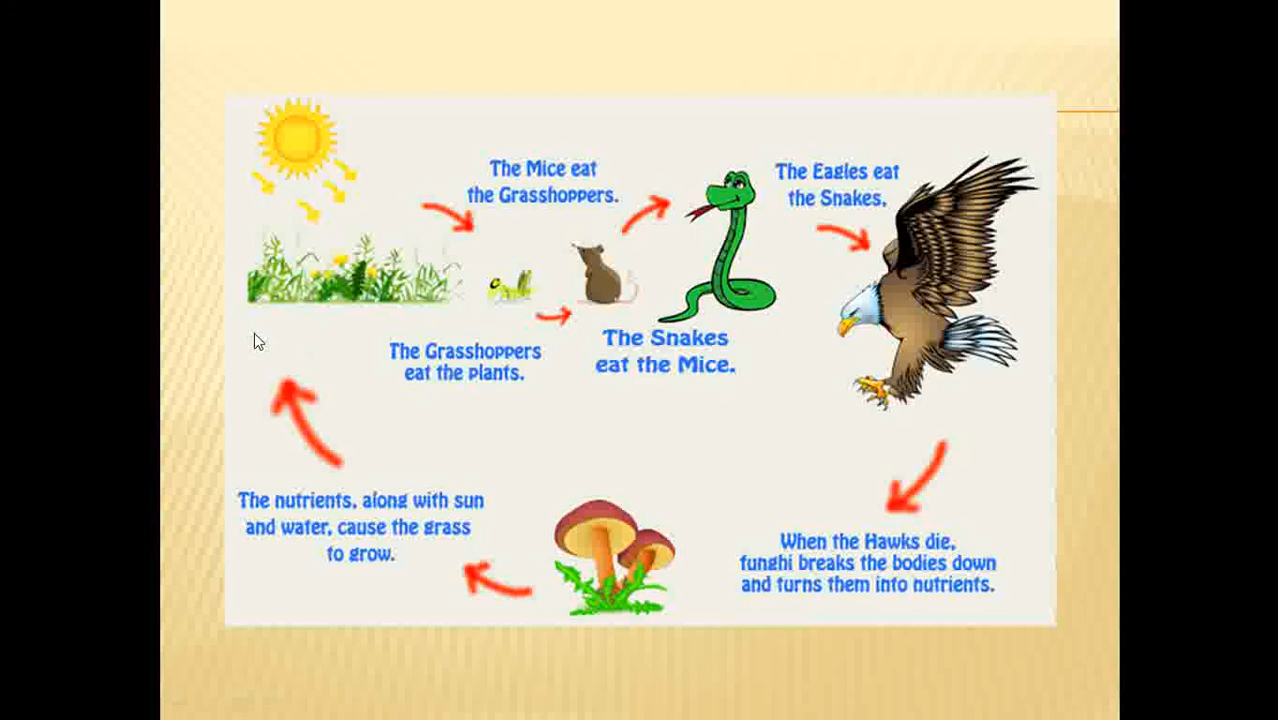 The Mice eat
the Grasshoppers.
The Eagles eat
the Snakes.
The Grasshoppers
eat the plants.
The Snakes
eat the Mice.
The nutrients, along with sun
and water, cause the grass
to grow.
When the Hawks die,
funghi breaks the bodies down
and turns them into nutrients.